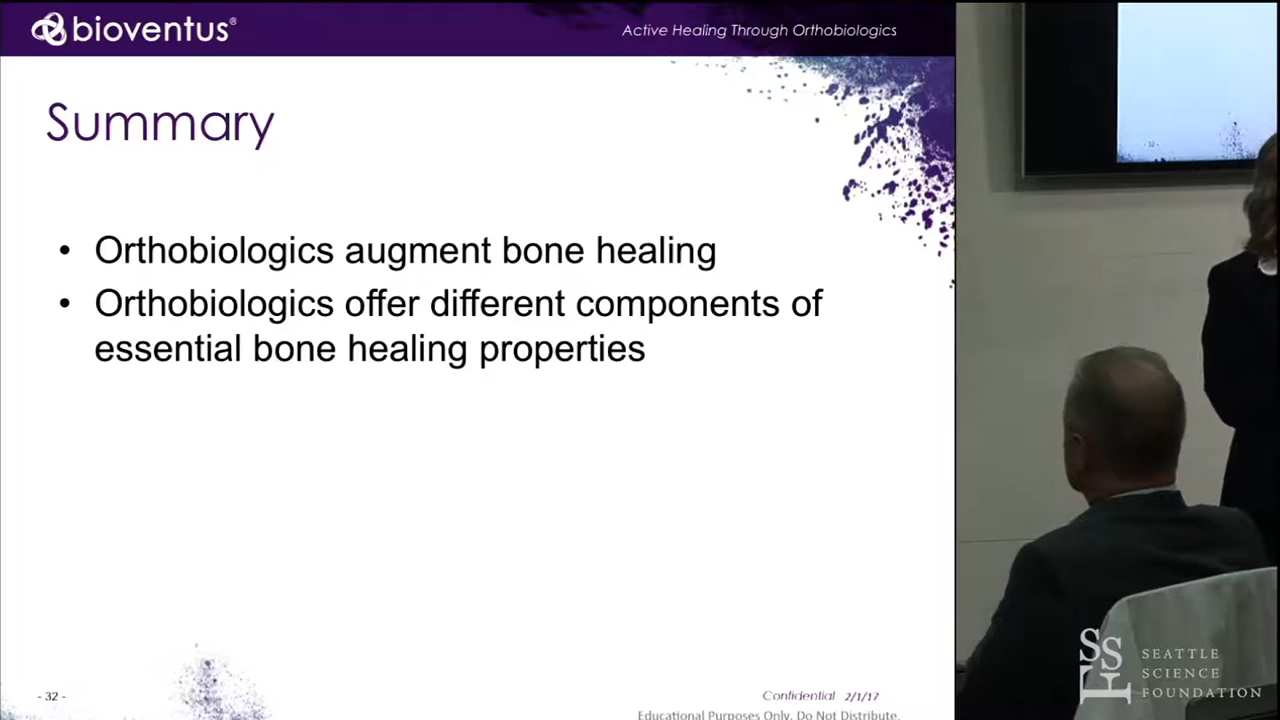 bioventus®
Active Healing Through Orthobiologics
Summary
• Orthobiologics augment bone healing
• Orthobiologics offer different components of
essential bone healing properties
- 32 -
Confidential 2/1/17
Educational Purposes Only. Do Not Distribute.
SSF
SEATTLE
SCIENCE
FOUNDATION